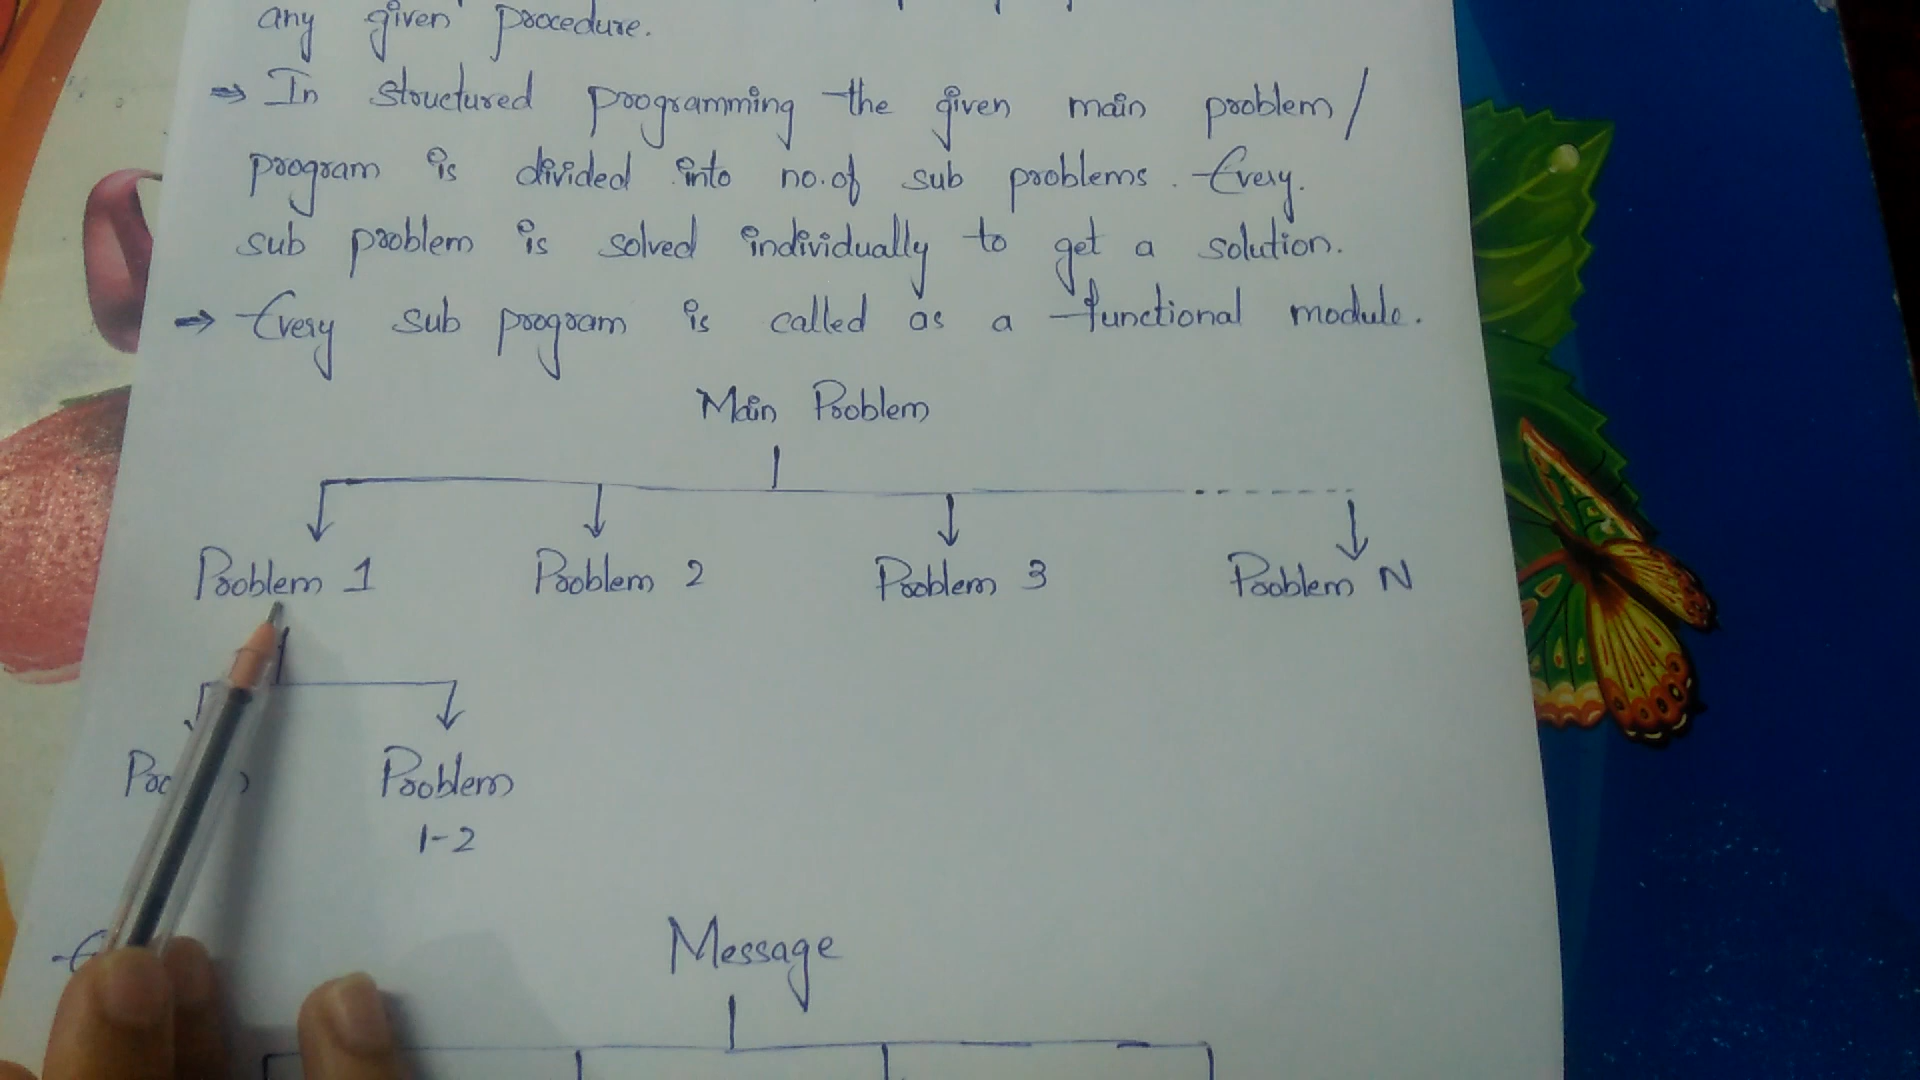 any given procedure.
⇒ In structured programming the given main problem/
program is divided into no.of sub problems. Every.
sub problem is solved individually to get a solution.
⇒ Every sub program is called as a functional module.
Main Problem
Problem 1 Problem 2 Problem 3 Problem N
Problem
1-2
Message